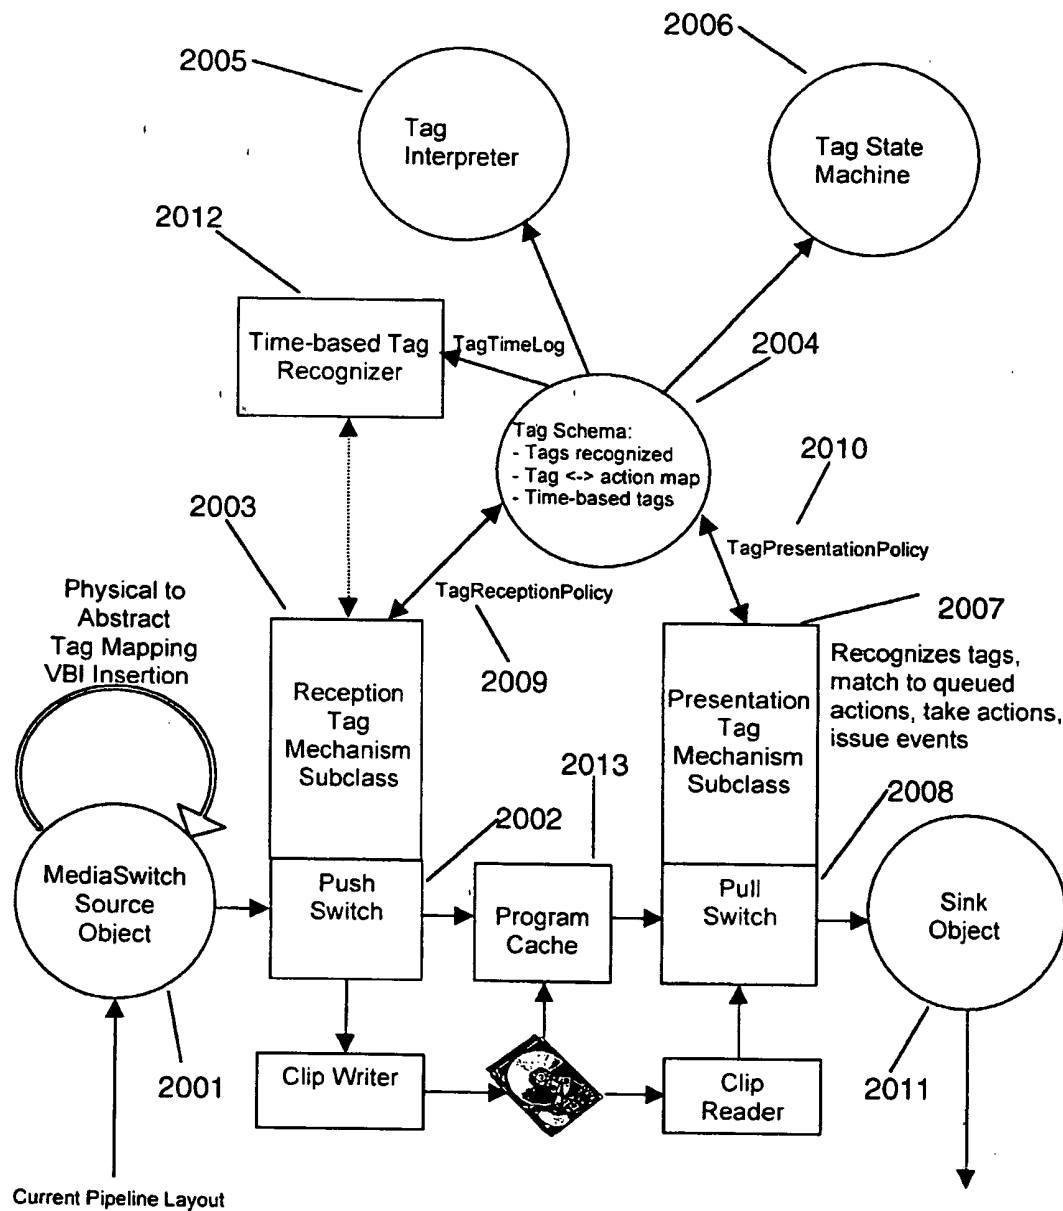 2005
2006
Tag
Interpreter
Tag State
Machine
2012
Time-based Tag
Recognizer
TagTimeLog
2004
Tag Schema:
- Tags recognized
- Tag <-> action map
- Time-based tags
2010
2003
TagPresentationPolicy
TagReceptionPolicy
Physical to
Abstract
Tag Mapping
VBI Insertion
2009
2007
Reception
Tag
Mechanism
Subclass
Presentation
Tag
Mechanism
Subclass
Recognizes tags,
match to queued
actions, take actions,
issue events
2013
2008
2002
MediaSwitch
Source
Object
Push
Switch
Program
Cache
Pull
Switch
Sink
Object
2001
Clip Writer
Clip
Reader
2011
Current Pipeline Layout